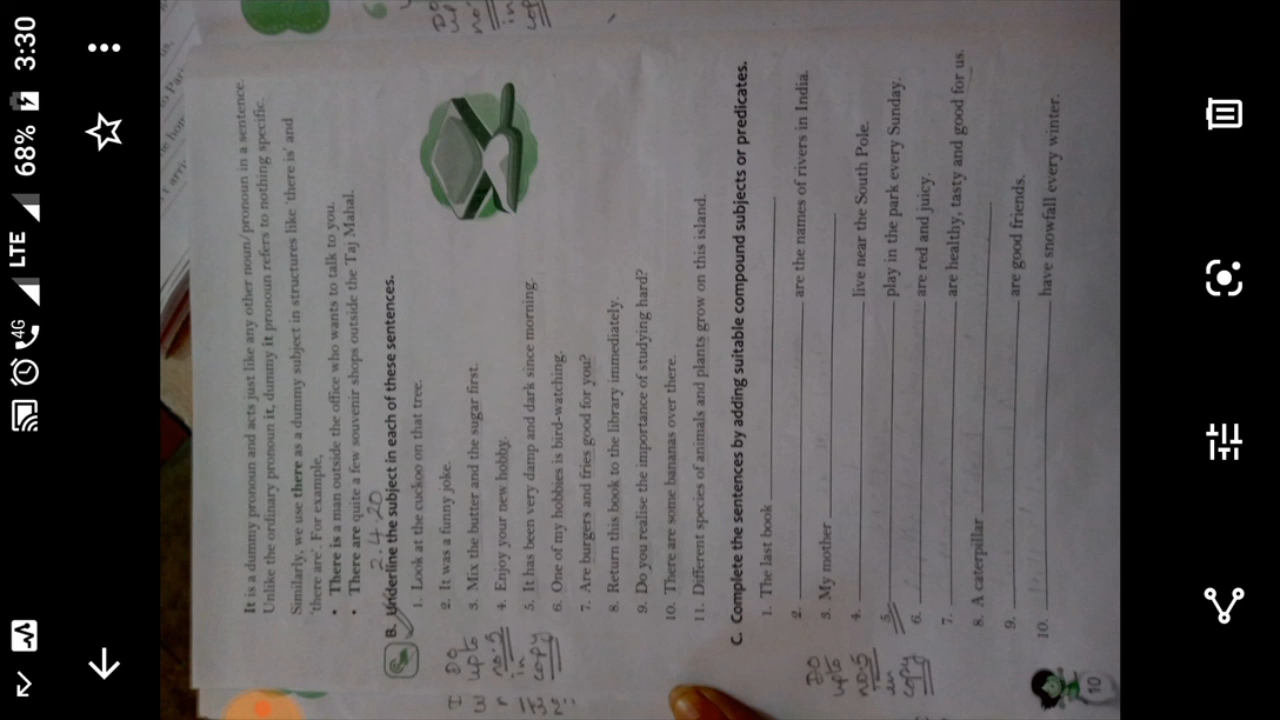 3:30
68%
LTE
4G
It is a dummy pronoun and acts just like any other noun/pronoun in a sentence.
Unlike the ordinary pronoun it, dummy it pronoun refers to nothing specific.
Similarly, we use there as a dummy subject in structures like 'there is' and
'there are'. For example,
• There is a man outside the office who wants to talk to you.
• There are quite a few souvenir shops outside the Taj Mahal.
2.4.20
B. Underline the subject in each of these sentences.
1. Look at the cuckoo on that tree.
2. It was a funny joke.
3. Mix the butter and the sugar first.
4. Enjoy your new hobby.
5. It has been very damp and dark since morning.
6. One of my hobbies is bird-watching.
7. Are burgers and fries good for you?
8. Return this book to the library immediately.
9. Do you realise the importance of studying hard?
10. There are some bananas over there.
11. Different species of animals and plants grow on this island.
Do
upto
no.5
in
copy
C. Complete the sentences by adding suitable compound subjects or predicates.
1. The last book
2. are the names of rivers in India.
3. My mother
4. live near the South Pole.
5. play in the park every Sunday.
6. are red and juicy.
7. are healthy, tasty and good for us.
8. A caterpillar
9. are good friends.
10. have snowfall every winter.
Do
upto
no.5
in
copy
10